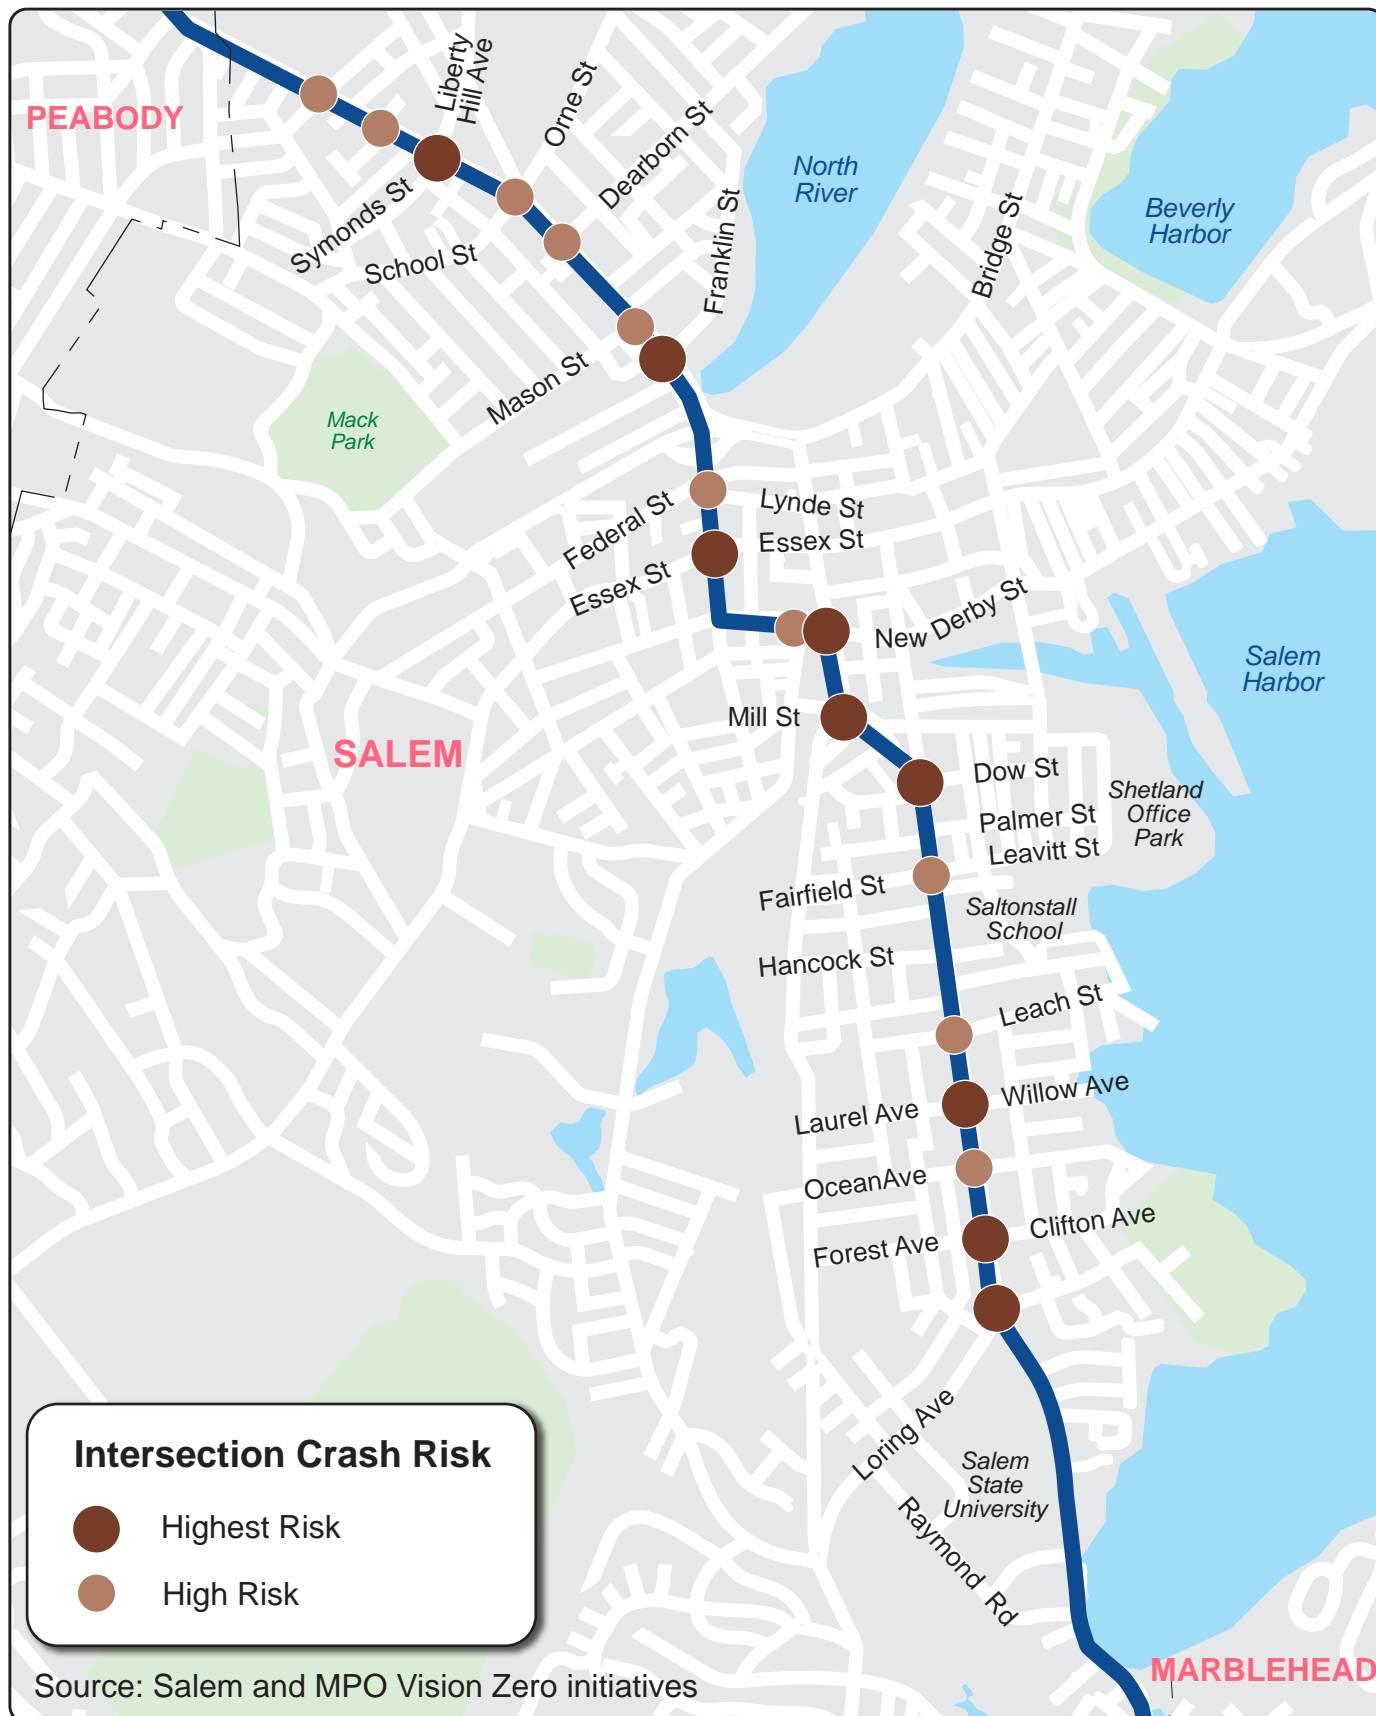 PEABODY
Liberty
Hill Ave
Orne St
Dearborn St
North
River
Beverly
Harbor
Symonds St
School St
Franklin St
Bridge St
Mason St
Mack
Park
Federal St
Lynde St
Essex St
Essex St
New Derby St
Salem
Harbor
Mill St
SALEM
Dow St
Shetland
Office
Park
Palmer St
Leavitt St
Fairfield St
Saltonstall
School
Hancock St
Leach St
Willow Ave
Laurel Ave
OceanAve
Clifton Ave
Forest Ave
Loring Ave
Salem
State
University
Raymond Rd
Intersection Crash Risk
Highest Risk
High Risk
MARBLEHEAD
Source: Salem and MPO Vision Zero initiatives